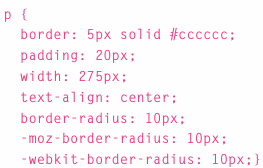 p {
  border: 5px solid #cccccc;
  padding: 20px;
  width: 275px;
  text-align: center;
  border-radius: 10px;
  -moz-border-radius: 10px;
  -webkit-border-radius: 10px;}